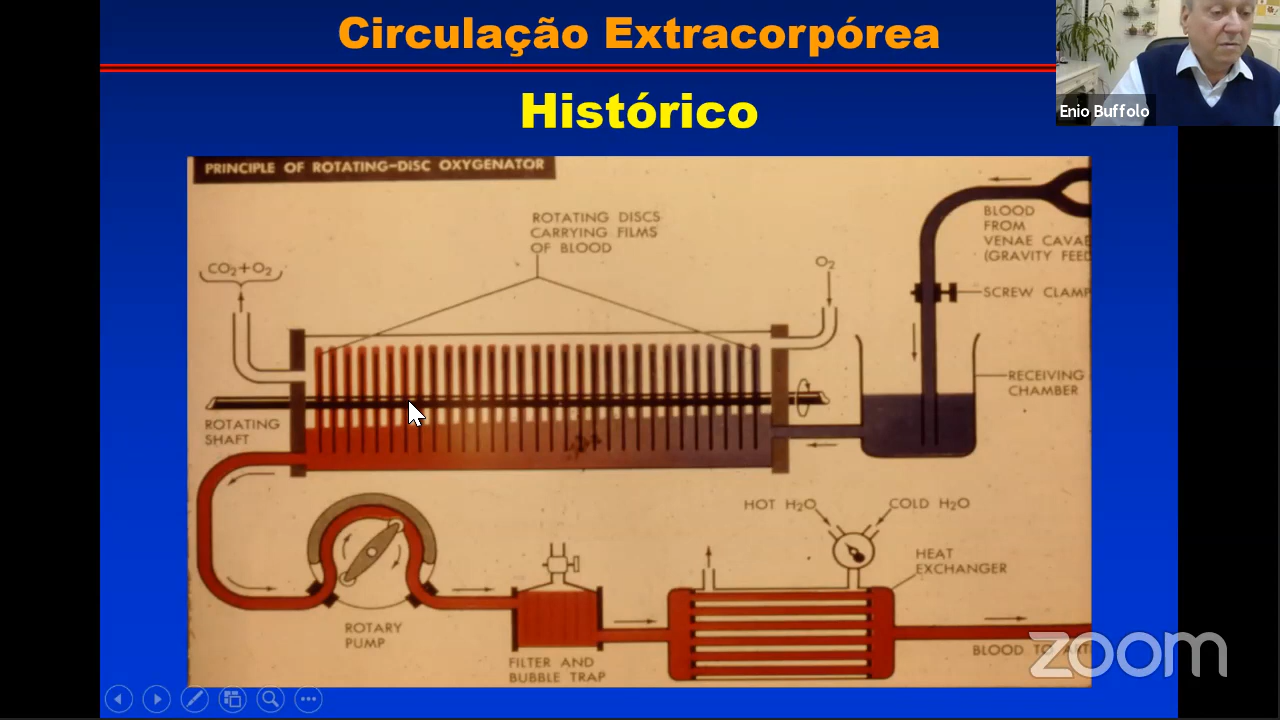 Circulação Extracorpórea
Enio Buffolo
Histórico
PRINCIPLE OF ROTATING-DISC OXYGENATOR
ROTATING DISCS
CARRYING FILMS
OF BLOOD
CO2+O2
O2
BLOOD
FROM
VENAE CAVAE
(GRAVITY FEED
SCREW CLAMP
RECEIVING
CHAMBER
ROTATING
SHAFT
HOT H2O
COLD H2O
HEAT
EXCHANGER
ROTARY
PUMP
FILTER AND
BUBBLE TRAP
BLOOD TO
zoom